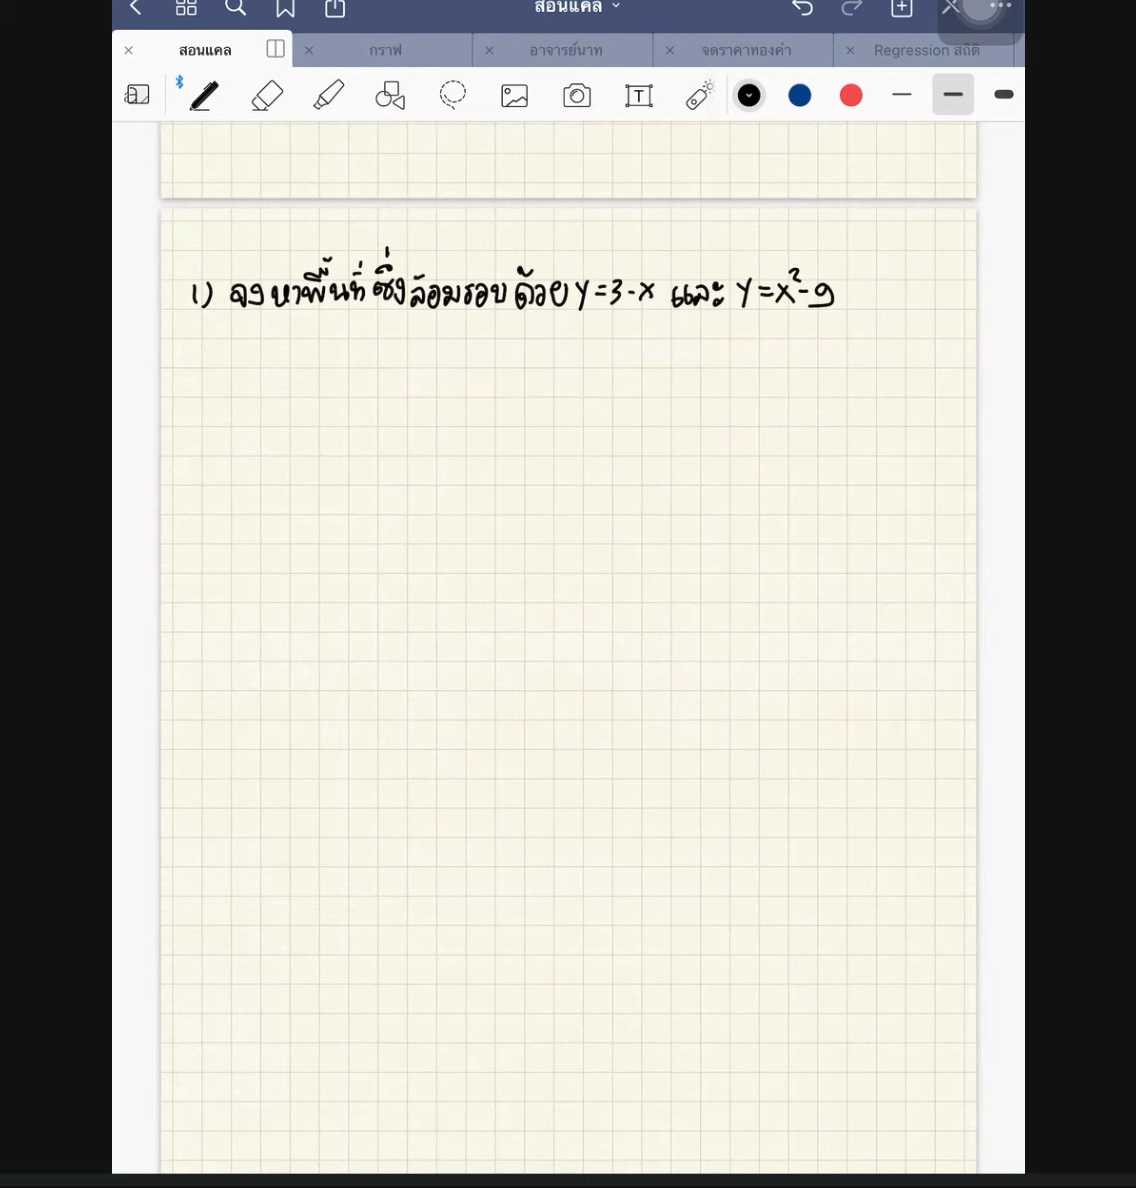 สอนแคล
สอนแคล
กราฟ
อาจารย์นาท
จดราคาทองคำ
Regression สถิติ
1) จงหาพื้นที่ซึ่งล้อมรอบด้วย y=3-x และ y=x²-9